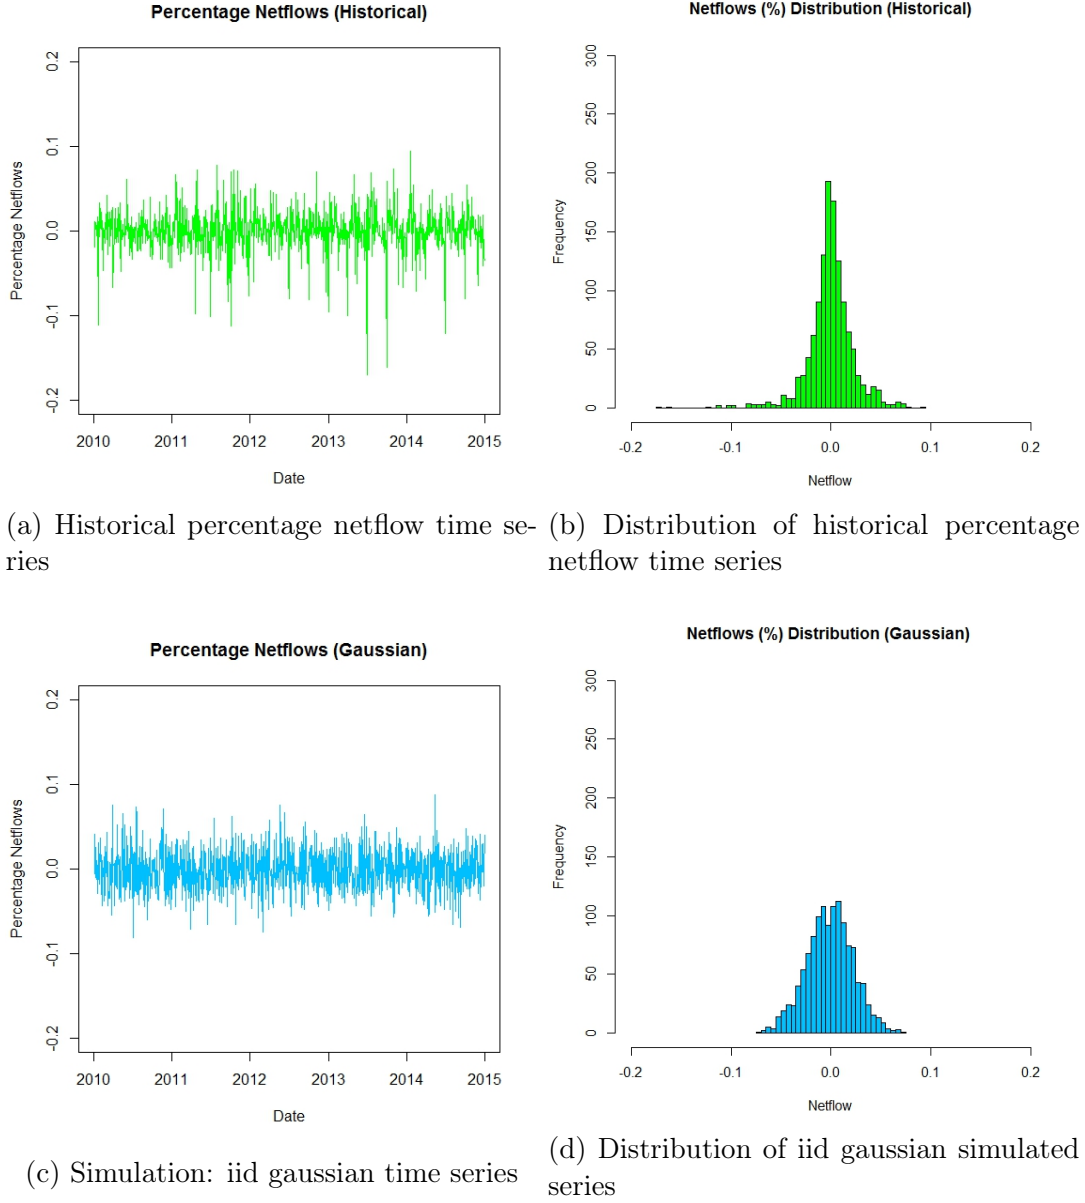 Percentage Netflows (Historical)
Percentage Netflows
0.2
0.1
0.0
-0.1
-0.2
2010 2011 2012 2013 2014 2015
Date
(a) Historical percentage netflow time se-
ries
Netflows (%) Distribution (Historical)
Frequency
300
250
200
150
100
50
0
-0.2 -0.1 0.0 0.1 0.2
Netflow
(b) Distribution of historical percentage
netflow time series
Percentage Netflows (Gaussian)
Percentage Netflows
0.2
0.1
0.0
-0.1
-0.2
2010 2011 2012 2013 2014 2015
Date
(c) Simulation: iid gaussian time series
Netflows (%) Distribution (Gaussian)
Frequency
300
250
200
150
100
50
0
-0.2 -0.1 0.0 0.1 0.2
Netflow
(d) Distribution of iid gaussian simulated
series